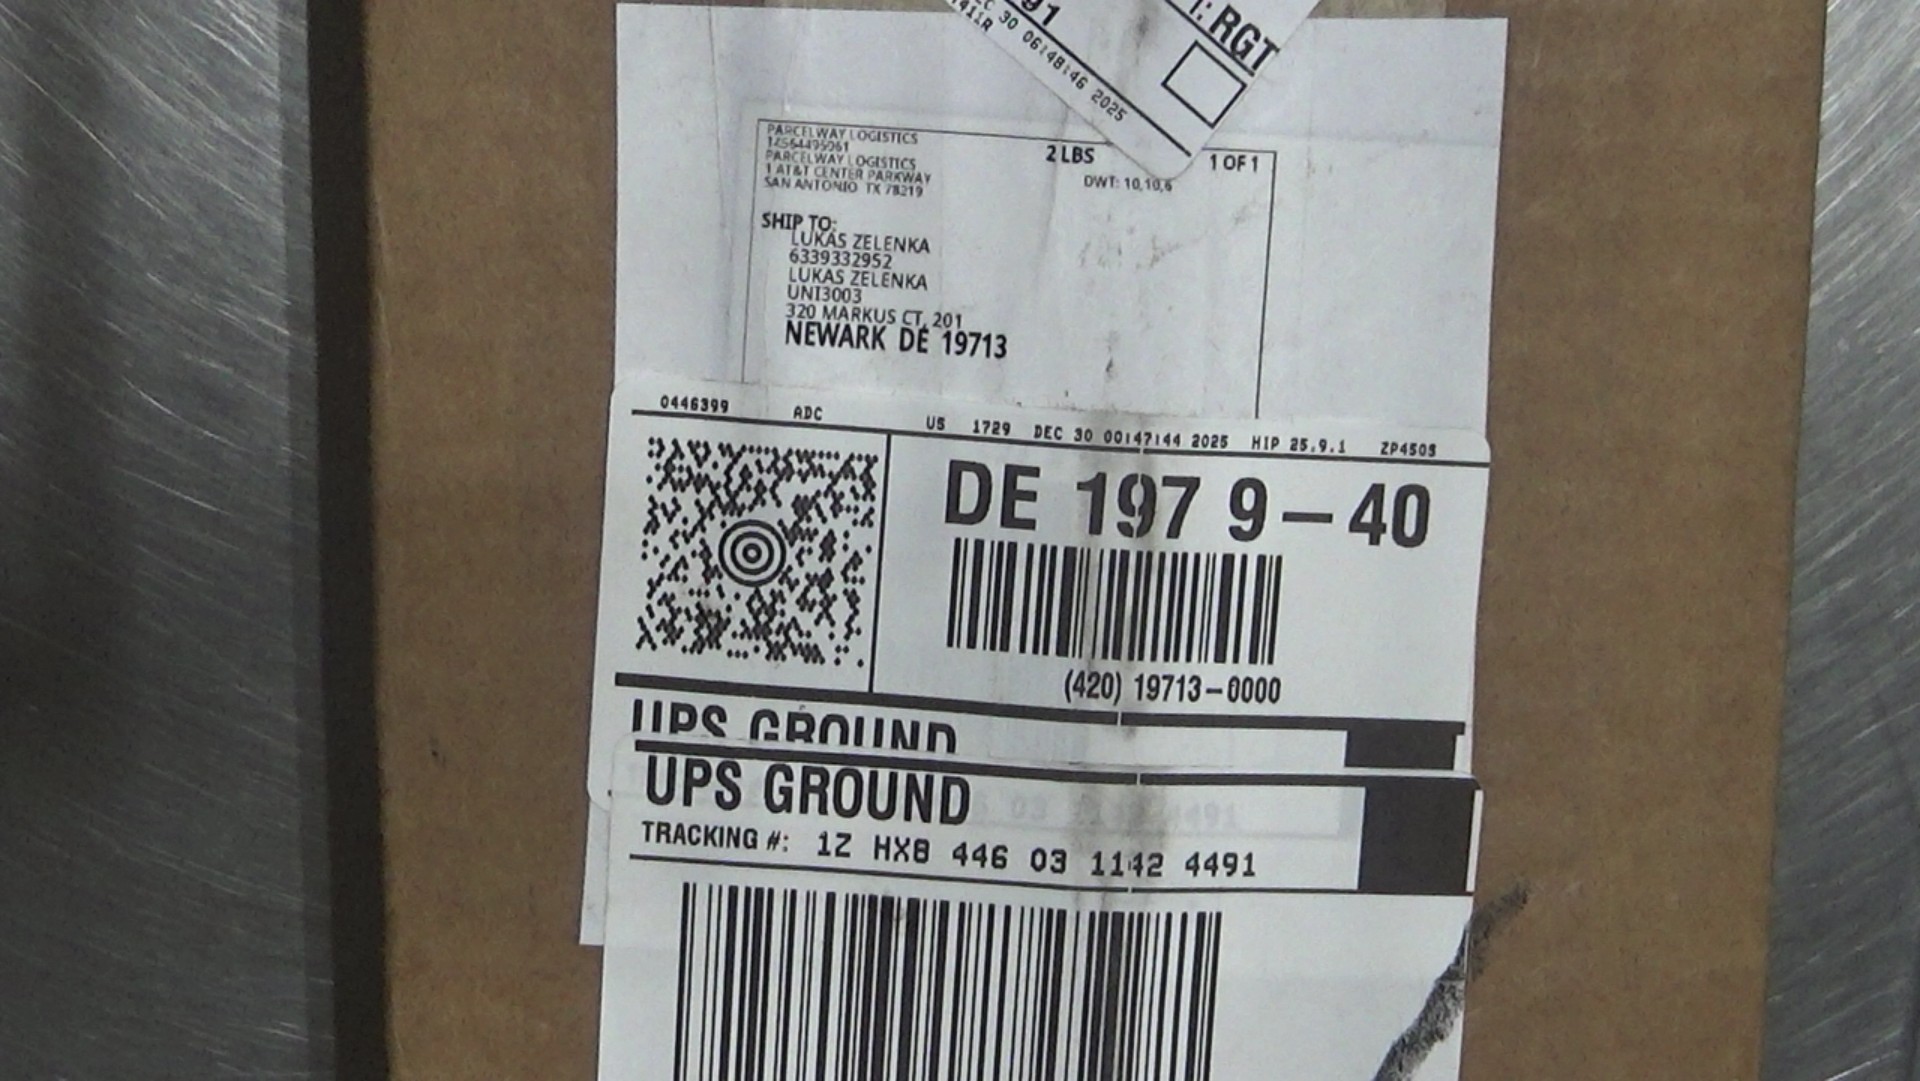 91
30 06:48:46 2025
411R
: RGT
PARCELWAY LOGISTICS
12564495961
PARCELWAY LOGISTICS
1 AT&T CENTER PARKWAY
SAN ANTONIO TX 78219
2 LBS
1 OF 1
DWT: 10,10,6
SHIP TO:
LUKAS ZELENKA
6339332952
LUKAS ZELENKA
UNI3003
320 MARKUS CT, 201
NEWARK DE 19713
0446399 ADC US 1729 DEC 30 00:47:44 2025 HIP 25.9.1 ZP450S
DE 197 9-40
(420) 19713-0000
UPS GROUND
UPS GROUND
TRACKING #: 1Z HX8 446 03 1142 4491